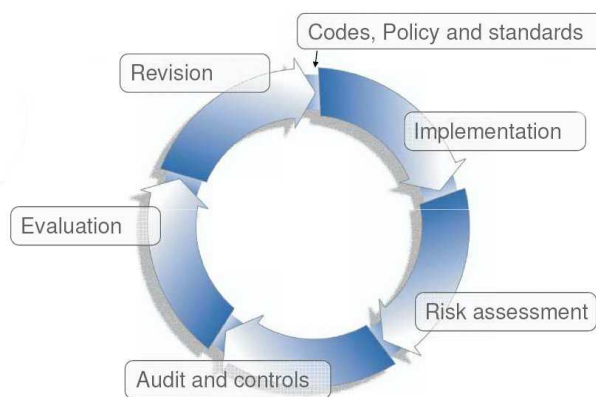 Codes, Policy and standards
Revision
Implementation
Evaluation
Risk assessment
Audit and controls